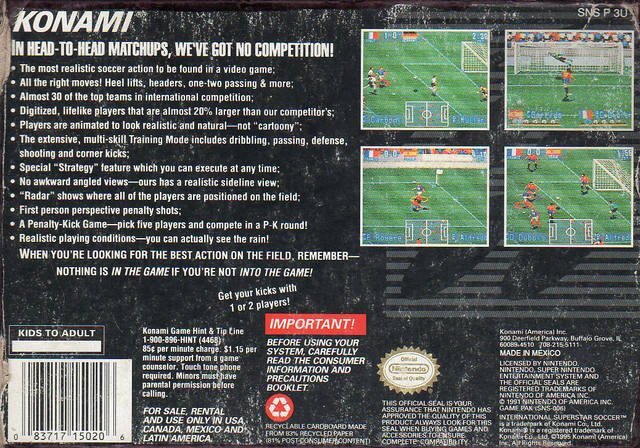 KONAMI
SNS P 3U
IN HEAD-TO-HEAD MATCHUPS, WE'VE GOT NO COMPETITION!
• The most realistic soccer action to be found in a video game;
• All the right moves! Heel lifts, headers, one-two passing & more;
• Almost 30 of the top teams in international competition;
• Digitized, lifelike players that are almost 20% larger than our competitor's;
• Players are animated to look realistic and natural—not "cartoony";
• The extensive, multi-skill Training Mode includes dribbling, passing, defense,
shooting and corner kicks;
• Special "Strategy" feature which you can execute at any time;
• No awkward angled views—ours has a realistic sideline view;
• "Radar" shows where all of the players are positioned on the field;
• First person perspective penalty shots;
• A Penalty-Kick Game—pick five players and compete in a P-K round!
• Realistic playing conditions—you can actually see the rain!
WHEN YOU'RE LOOKING FOR THE BEST ACTION ON THE FIELD, REMEMBER—
NOTHING IS IN THE GAME IF YOU'RE NOT INTO THE GAME!
Get your kicks with
1 or 2 players!
KIDS TO ADULT
0 83717 15020 6
Konami Game Hint & Tip Line
1-900-896-HINT (4468):
85¢ per minute charge. $1.15 per
minute support from a game
counselor. Touch tone phone
required. Minors must have
parental permission before
calling.
FOR SALE, RENTAL
AND USE ONLY IN USA,
CANADA, MEXICO AND
LATIN AMERICA.
IMPORTANT!
BEFORE USING YOUR
SYSTEM, CAREFULLY
READ THE CONSUMER
INFORMATION AND
PRECAUTIONS
BOOKLET.
RECYCLABLE CARDBOARD MADE
FROM 82% RECYCLED PAPER
(81% POST-CONSUMER CONTENT)
Official
Nintendo
Seal of Quality
THIS OFFICIAL SEAL IS YOUR
ASSURANCE THAT NINTENDO HAS
APPROVED THE QUALITY OF THIS
PRODUCT. ALWAYS LOOK FOR THIS
SEAL WHEN BUYING GAMES AND
ACCESSORIES TO ENSURE
COMPLETE COMPATIBILITY.
Konami (America) Inc.
900 Deerfield Parkway, Buffalo Grove, IL
60089-4510 708-215-5111
MADE IN MEXICO
LICENSED BY NINTENDO.
NINTENDO, SUPER NINTENDO
ENTERTAINMENT SYSTEM AND
THE OFFICIAL SEALS ARE
REGISTERED TRADEMARKS OF
NINTENDO OF AMERICA INC.
© 1991 NINTENDO OF AMERICA INC.
GAME PAK (SNS-006)
INTERNATIONAL SUPERSTAR SOCCER™
is a trademark of Konami Co., Ltd.
Konami® is a registered trademark of
Konami Co., Ltd. © 1995 Konami (America)
Inc. All Rights Reserved.